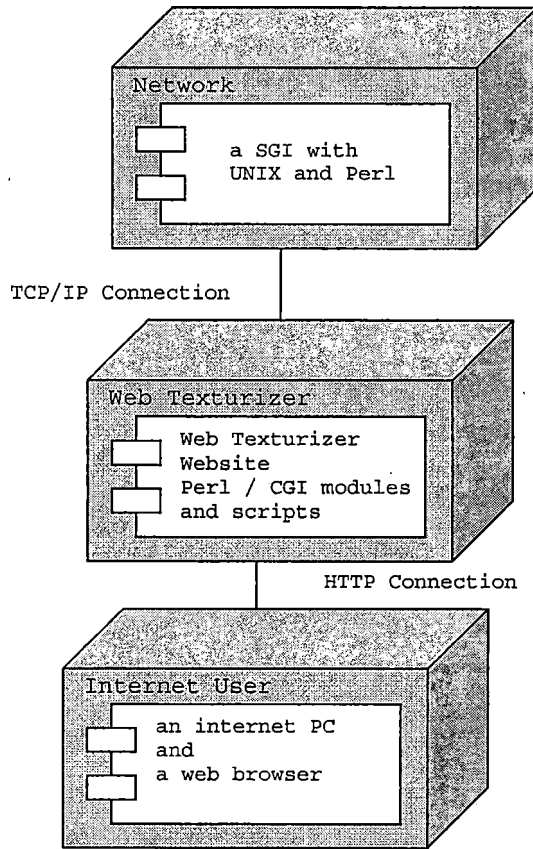 Network
a SGI with
UNIX and Perl
TCP/IP Connection
Web Texturizer
Web Texturizer
Website
Perl / CGI modules
and scripts
HTTP Connection
Internet User
an internet PC
and
a web browser